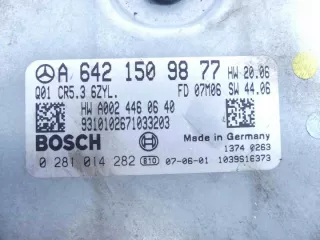 A 642 150 98 77 HW 20.06
Q01 CR5.3 6ZYL. FD 07M06 SW 44.06
HW A002 446 06 40
9310102671033203
BOSCH Made in Germany
1374 0263
0 281 014 282 E10 07-06-01 1039S16373